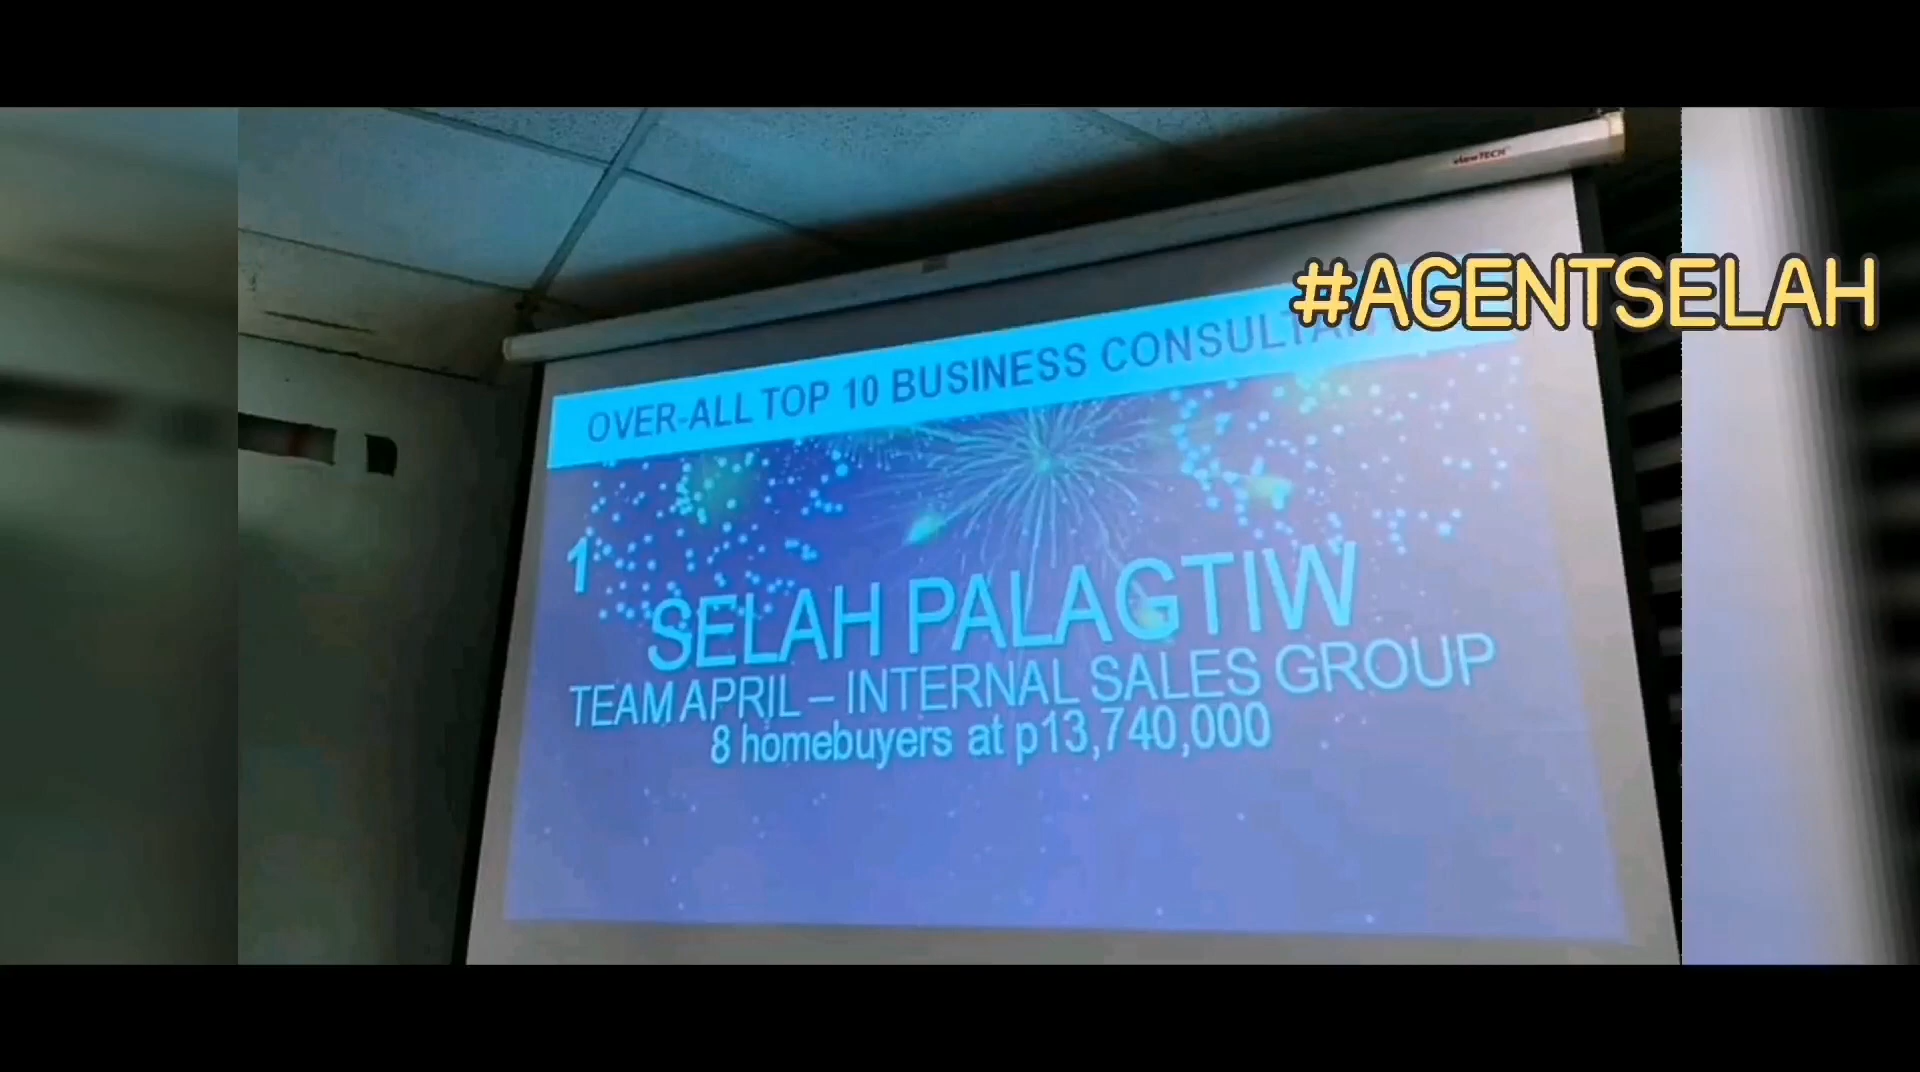 viewTECH
#AGENTSELAH
OVER-ALL TOP 10 BUSINESS
1
SELAH PALAGTIW
TEAM APRIL – INTERNAL SALES GROUP
8 homebuyers at p13,740,000